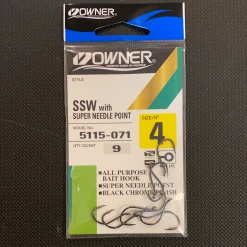 OWNER
STYLE
SSW with
SUPER NEEDLE POINT
MODEL NO.
5115-071
QTY./QUANT
9
SIZE/N°
4
■ ALL PURPOSE
BAIT HOOK
■ SUPER NEEDLE POINT
■ BLACK CHROME FINISH